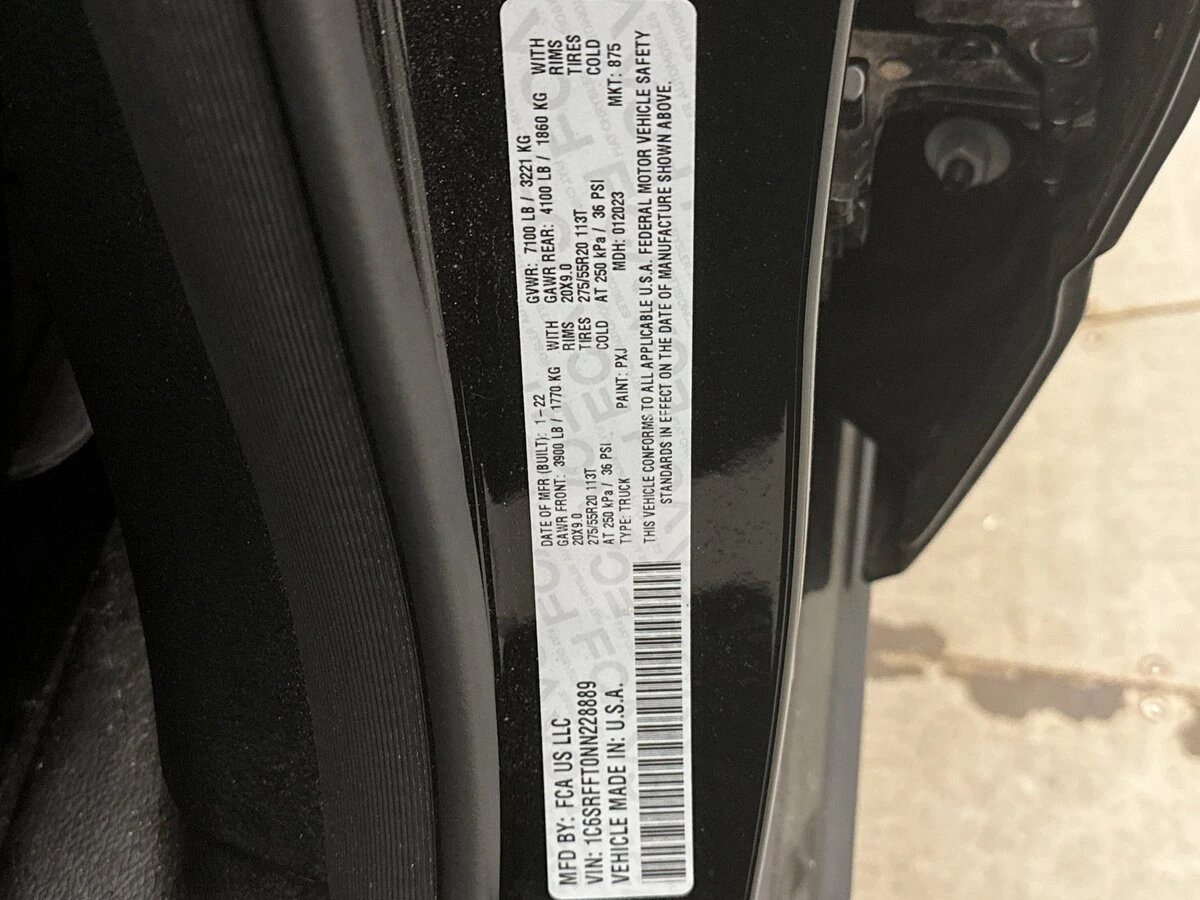 MFD BY: FCA US LLC
DATE OF MFR (BUILT): 1-22
GVWR: 7100 LB / 3221 KG
VIN: 1C6SRFFT0NN228889
GAWR FRONT: 3900 LB / 1770 KG WITH
20X9.0 RIMS
275/55R20 113T TIRES
AT 250 kPa / 36 PSI COLD
GAWR REAR: 4100 LB / 1860 KG WITH
20X9.0 RIMS
275/55R20 113T TIRES
AT 250 kPa / 36 PSI COLD
VEHICLE MADE IN: U.S.A.
TYPE: TRUCK PAINT: PXJ MDH: 012023 MKT: 875
THIS VEHICLE CONFORMS TO ALL APPLICABLE U.S.A. FEDERAL MOTOR VEHICLE SAFETY
STANDARDS IN EFFECT ON THE DATE OF MANUFACTURE SHOWN ABOVE.